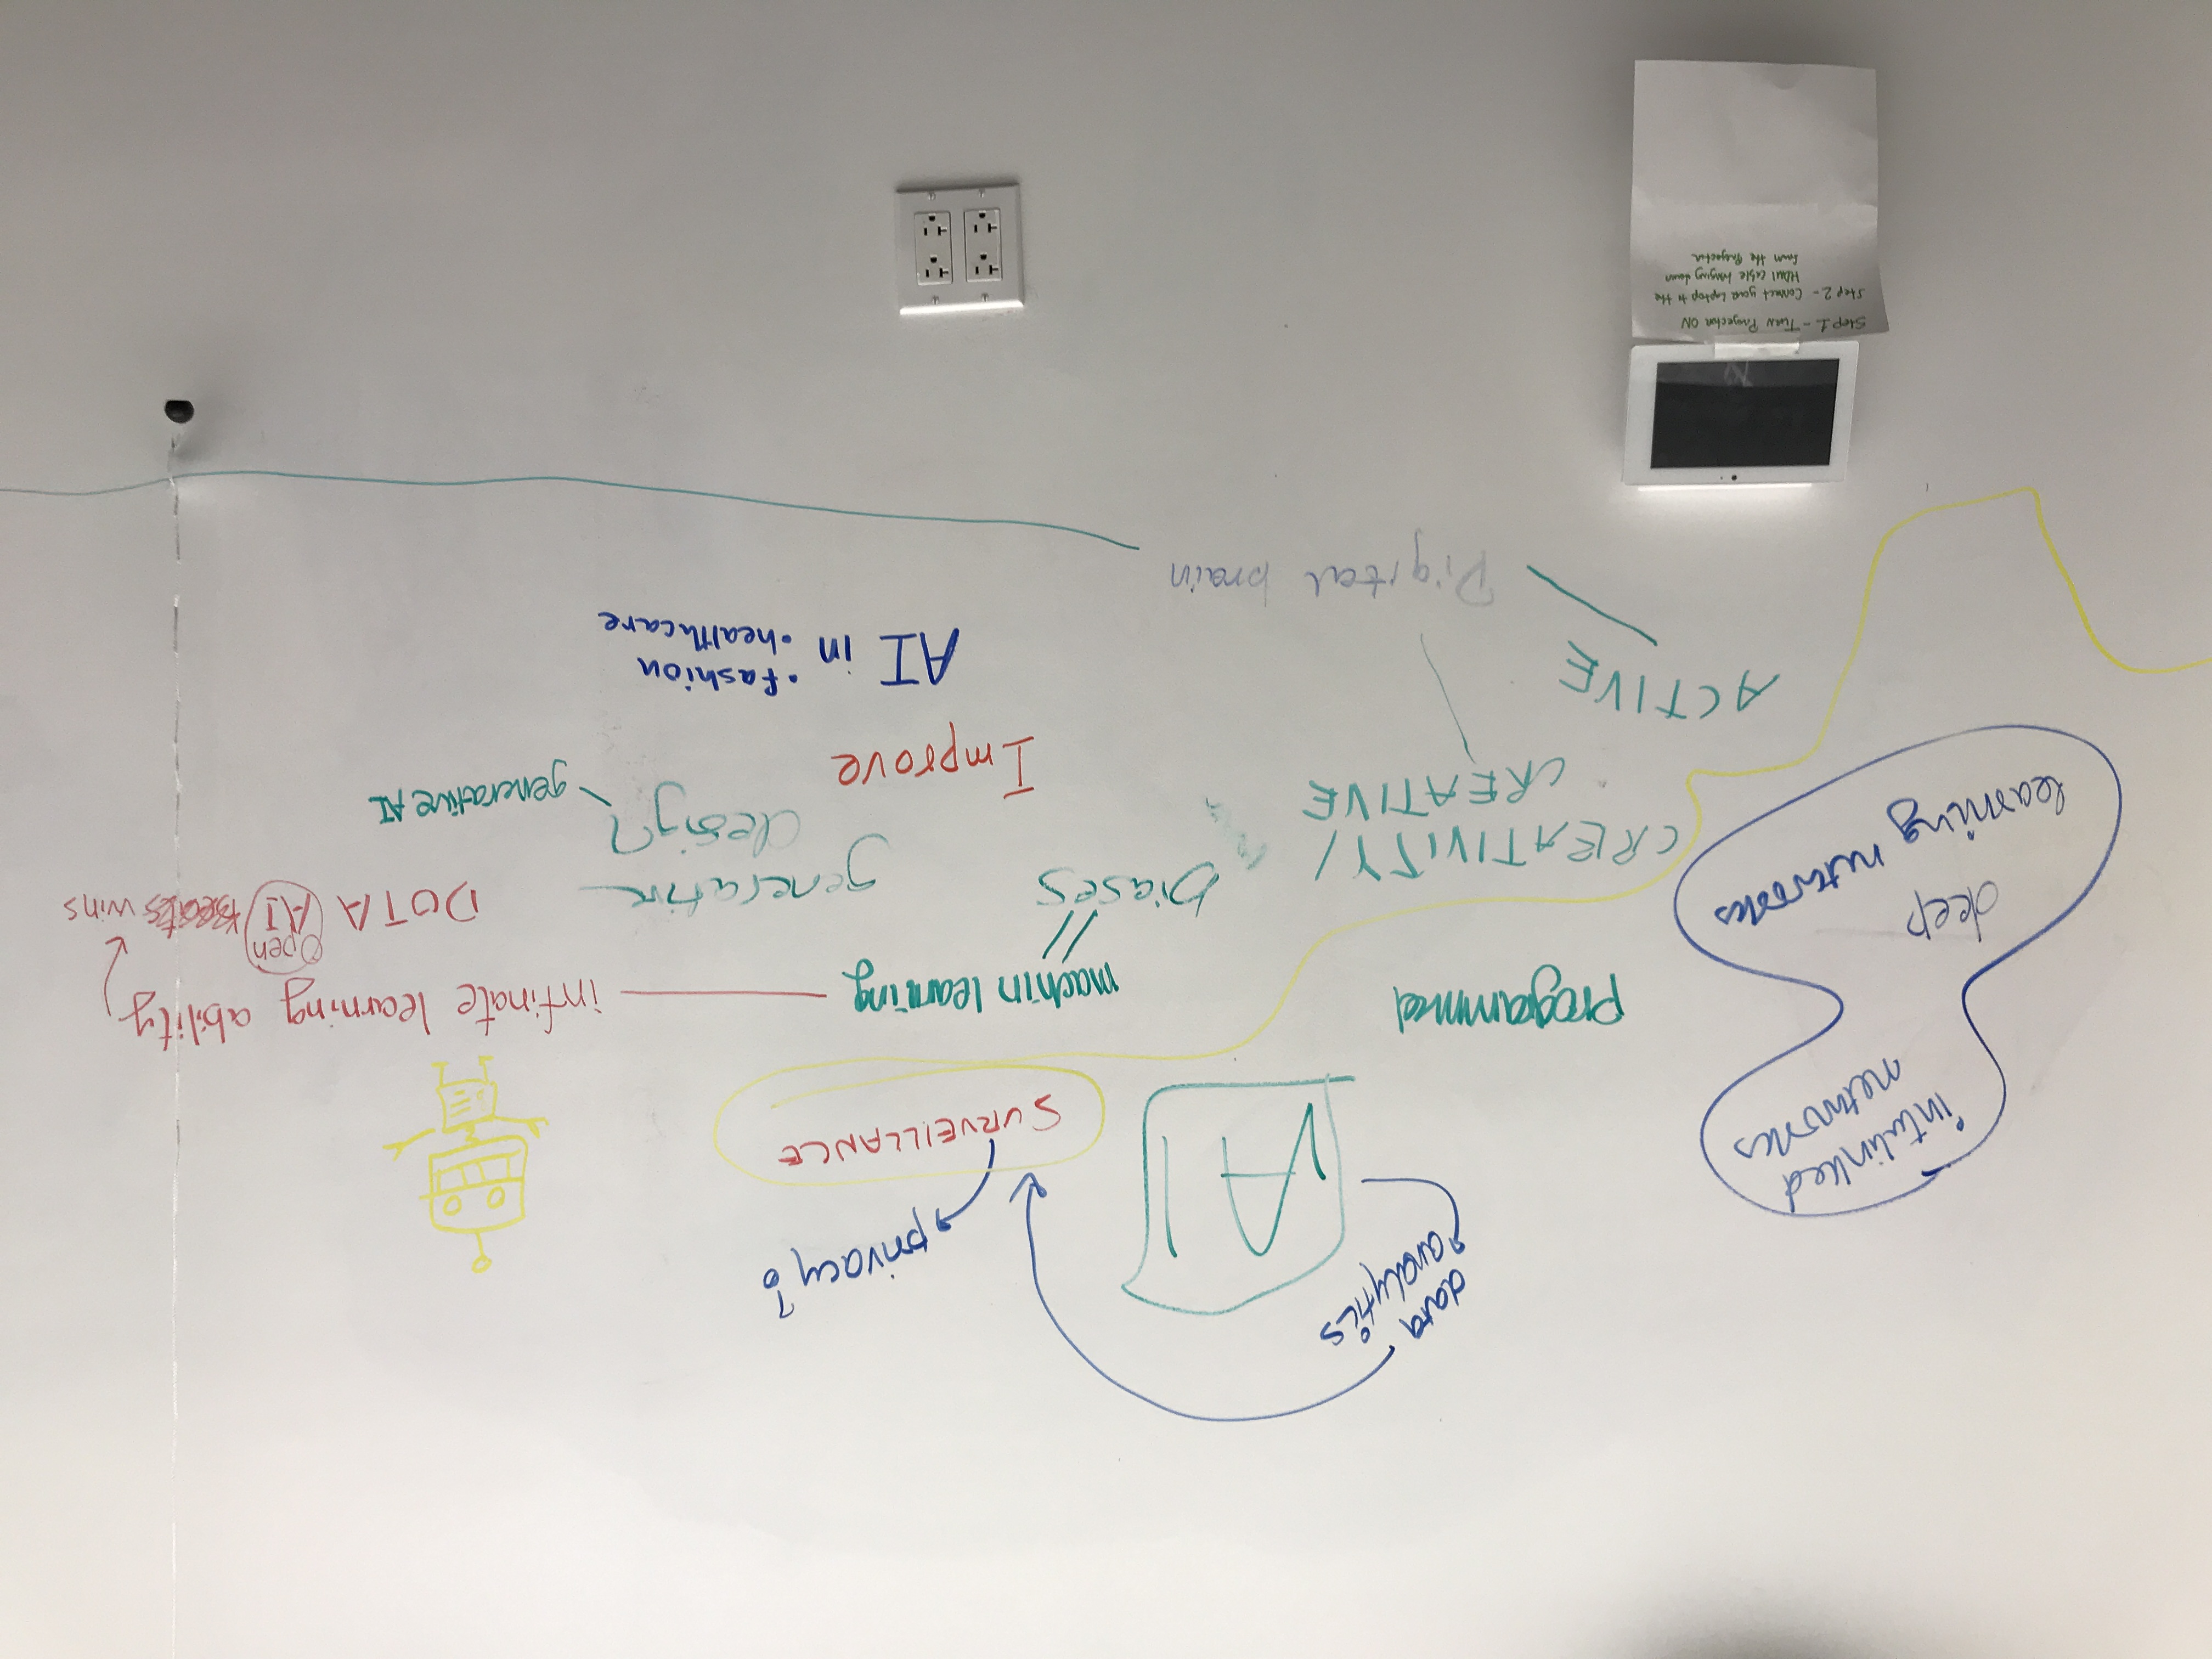 data
analytics
AI
privacy?
SURVEILLANCE
intulinked
networks
deep
learning networks
programmed
machin learning
infinate learning ability
biases
Open
DOTA AI beats wins
generative
design?
generative AI
CREATIVITY/
CREATIVE
Improve
ACTIVE
AI in
• fashion
• healthcare
Digital brain
Step 1 - Turn Projector ON
Step 2 - Connect your Laptop to the
HDMI cable hanging down
from the Projector